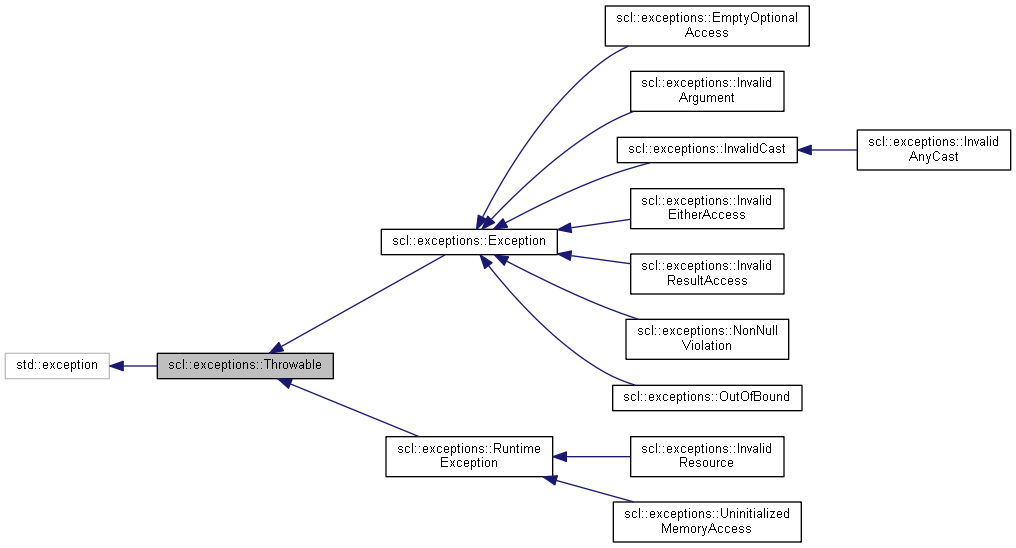 scl::exceptions::EmptyOptional
Access
scl::exceptions::Invalid
Argument
scl::exceptions::InvalidCast
scl::exceptions::Invalid
AnyCast
scl::exceptions::Invalid
EitherAccess
scl::exceptions::Exception
scl::exceptions::Invalid
ResultAccess
scl::exceptions::NonNull
Violation
std::exception
scl::exceptions::Throwable
scl::exceptions::OutOfBound
scl::exceptions::Runtime
Exception
scl::exceptions::Invalid
Resource
scl::exceptions::Uninitialized
MemoryAccess